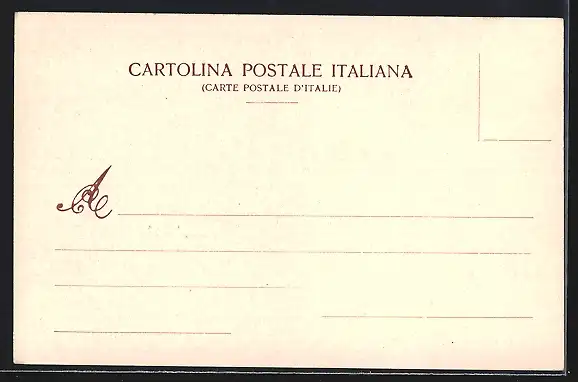 CARTOLINA POSTALE ITALIANA
(CARTE POSTALE D'ITALIE)
A